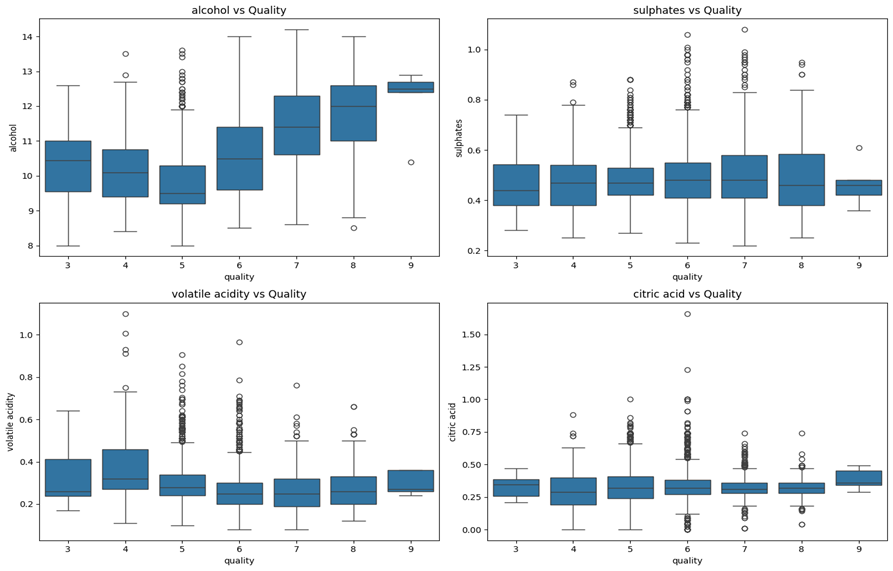 alcohol vs Quality
alcohol
14
13
12
11
10
9
8
3 4 5 6 7 8 9
quality
sulphates vs Quality
sulphates
1.0
0.8
0.6
0.4
0.2
3 4 5 6 7 8 9
quality
volatile acidity vs Quality
volatile acidity
1.0
0.8
0.6
0.4
0.2
3 4 5 6 7 8 9
quality
citric acid vs Quality
citric acid
1.50
1.25
1.00
0.75
0.50
0.25
0.00
3 4 5 6 7 8 9
quality